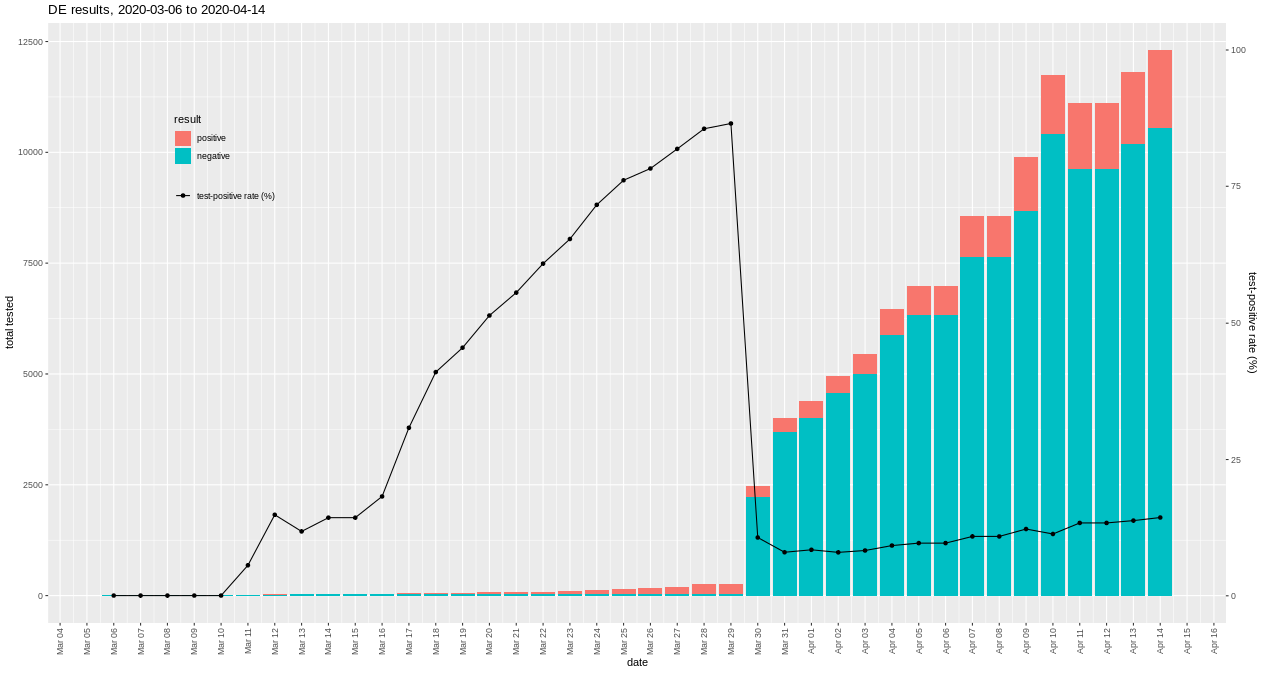 DE results, 2020-03-06 to 2020-04-14
12500
10000
7500
5000
2500
0
total tested
result
positive
negative
test-positive rate (%)
100
75
50
25
0
test-positive rate (%)
Mar 04
Mar 05
Mar 06
Mar 07
Mar 08
Mar 09
Mar 10
Mar 11
Mar 12
Mar 13
Mar 14
Mar 15
Mar 16
Mar 17
Mar 18
Mar 19
Mar 20
Mar 21
Mar 22
Mar 23
Mar 24
Mar 25
Mar 26
Mar 27
Mar 28
Mar 29
Mar 30
Mar 31
Apr 01
Apr 02
Apr 03
Apr 04
Apr 05
Apr 06
Apr 07
Apr 08
Apr 09
Apr 10
Apr 11
Apr 12
Apr 13
Apr 14
Apr 15
Apr 16
date